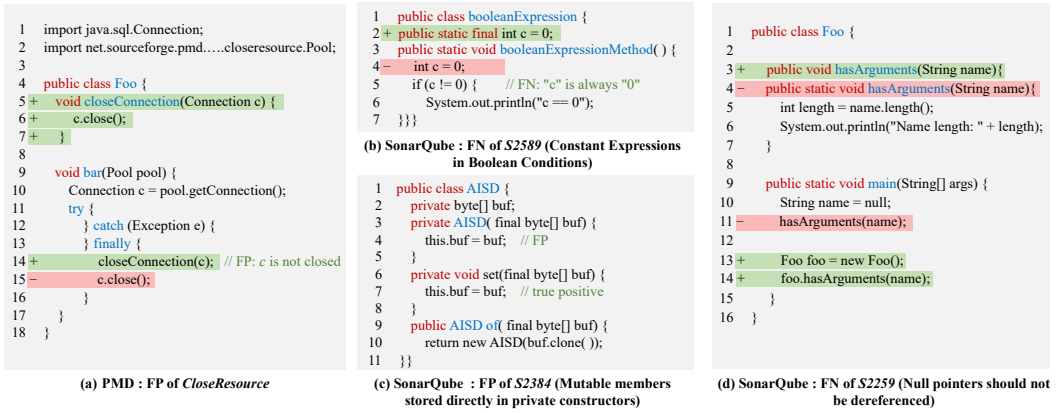 1 import java.sql.Connection;
2 import net.sourceforge.pmd.….closeresource.Pool;
3
4 public class Foo {
5 + void closeConnection(Connection c) {
6 + c.close();
7 + }
8
9 void bar(Pool pool) {
10 Connection c = pool.getConnection();
11 try {
12 } catch (Exception e) {
13 } finally {
14 + closeConnection(c); // FP: c is not closed
15 − c.close();
16 }
17 }
18 }
(a) PMD : FP of CloseResource
1 public class booleanExpression {
2 + public static final int c = 0;
3 public static void booleanExpressionMethod( ) {
4 − int c = 0;
5 if (c != 0) { // FN: "c" is always "0"
6 System.out.println("c == 0");
7 }}}
(b) SonarQube : FN of S2589 (Constant Expressions
in Boolean Conditions)
1 public class AISD {
2 private byte[] buf;
3 private AISD( final byte[] buf) {
4 this.buf = buf; // FP
5 }
6 private void set(final byte[] buf) {
7 this.buf = buf; // true positive
8 }
9 public AISD of( final byte[] buf) {
10 return new AISD(buf.clone( ));
11 }}
(c) SonarQube : FP of S2384 (Mutable members
stored directly in private constructors)
1 public class Foo {
2
3 + public void hasArguments(String name){
4 − public static void hasArguments(String name){
5 int length = name.length();
6 System.out.println("Name length: " + length);
7 }
8
9 public static void main(String[] args) {
10 String name = null;
11 − hasArguments(name);
12
13 + Foo foo = new Foo();
14 + foo.hasArguments(name);
15 }
16 }
(d) SonarQube : FN of S2259 (Null pointers should not
be dereferenced)